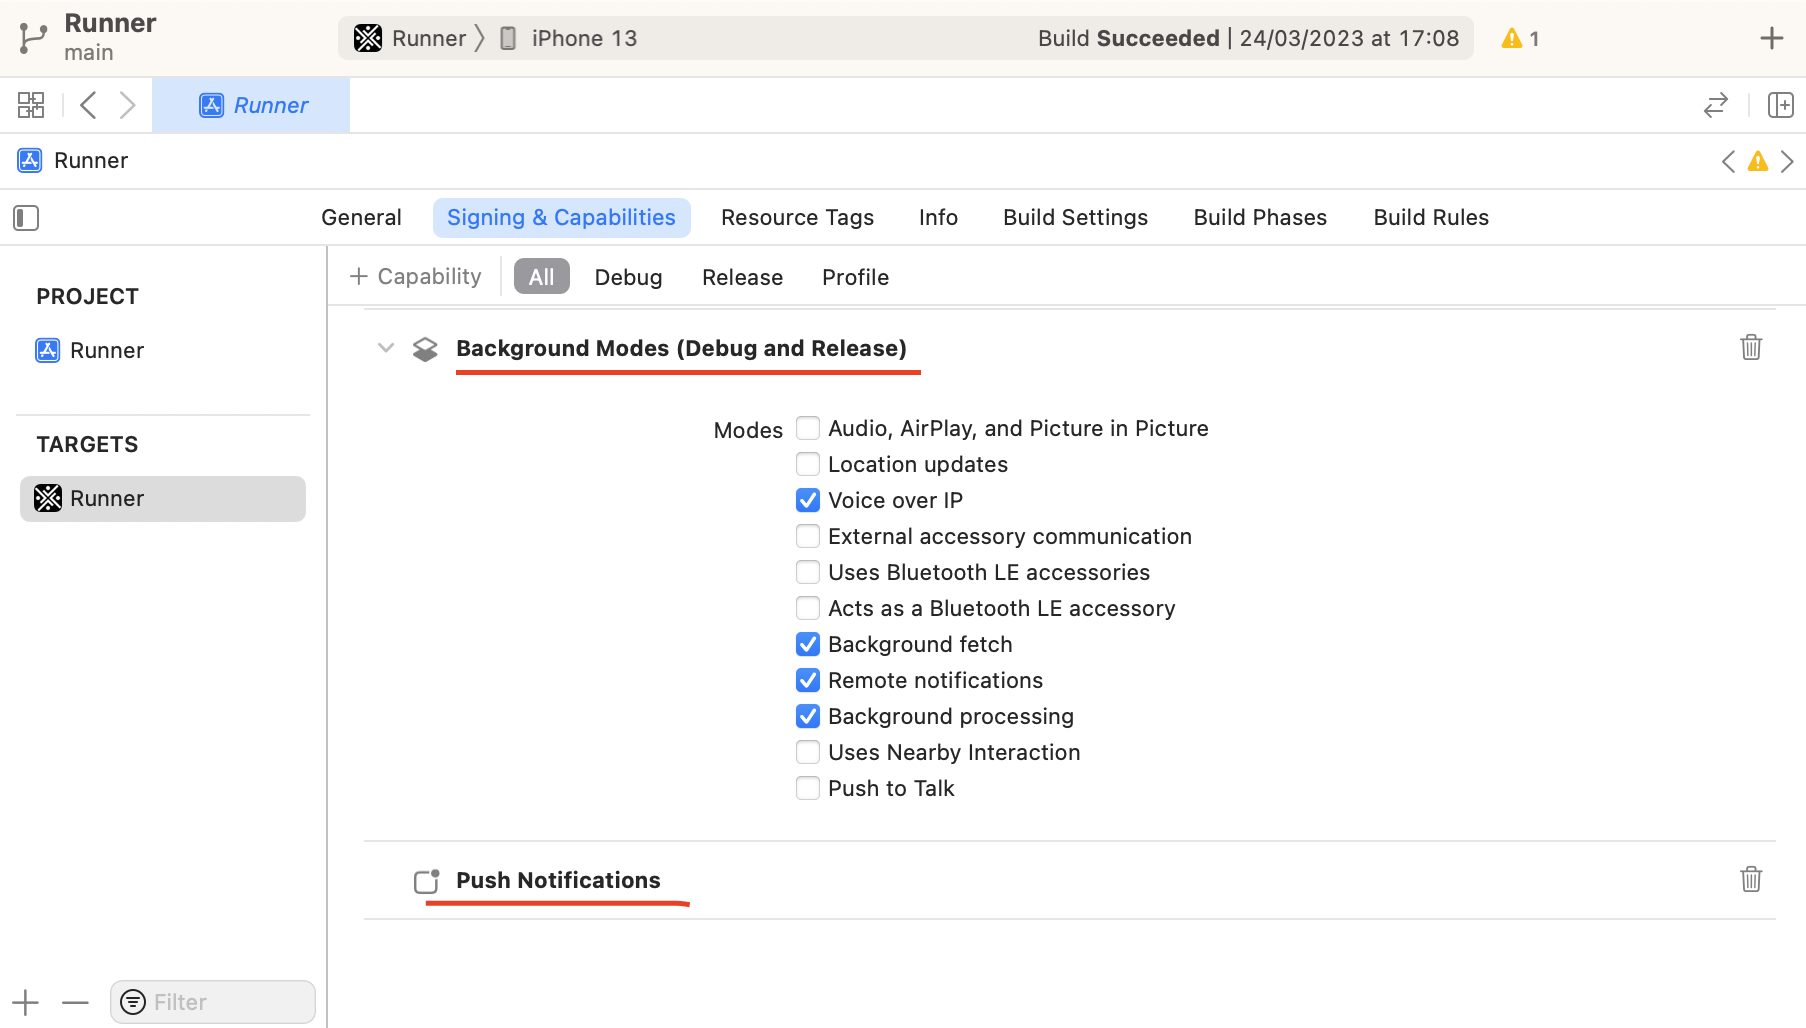 Runner
main
Runner iPhone 13 Build Succeeded | 24/03/2023 at 17:08 1
Runner
Runner
General Signing & Capabilities Resource Tags Info Build Settings Build Phases Build Rules
+ Capability All Debug Release Profile
PROJECT
Runner
TARGETS
Runner
Background Modes (Debug and Release)
Modes
Audio, AirPlay, and Picture in Picture
Location updates
Voice over IP
External accessory communication
Uses Bluetooth LE accessories
Acts as a Bluetooth LE accessory
Background fetch
Remote notifications
Background processing
Uses Nearby Interaction
Push to Talk
Push Notifications
Filter